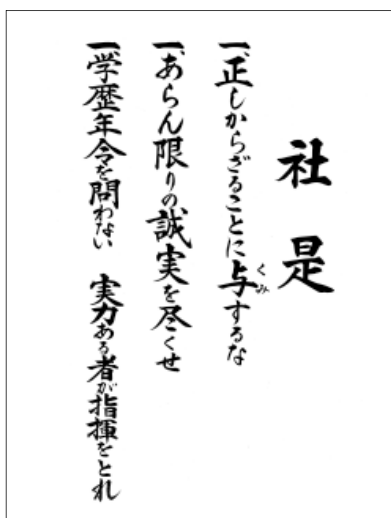 社是
一、正しからざることに与するな
くみ
一、あらん限りの誠実を尽くせ
一、学歴年令を問わない 実力ある者が指揮をとれ